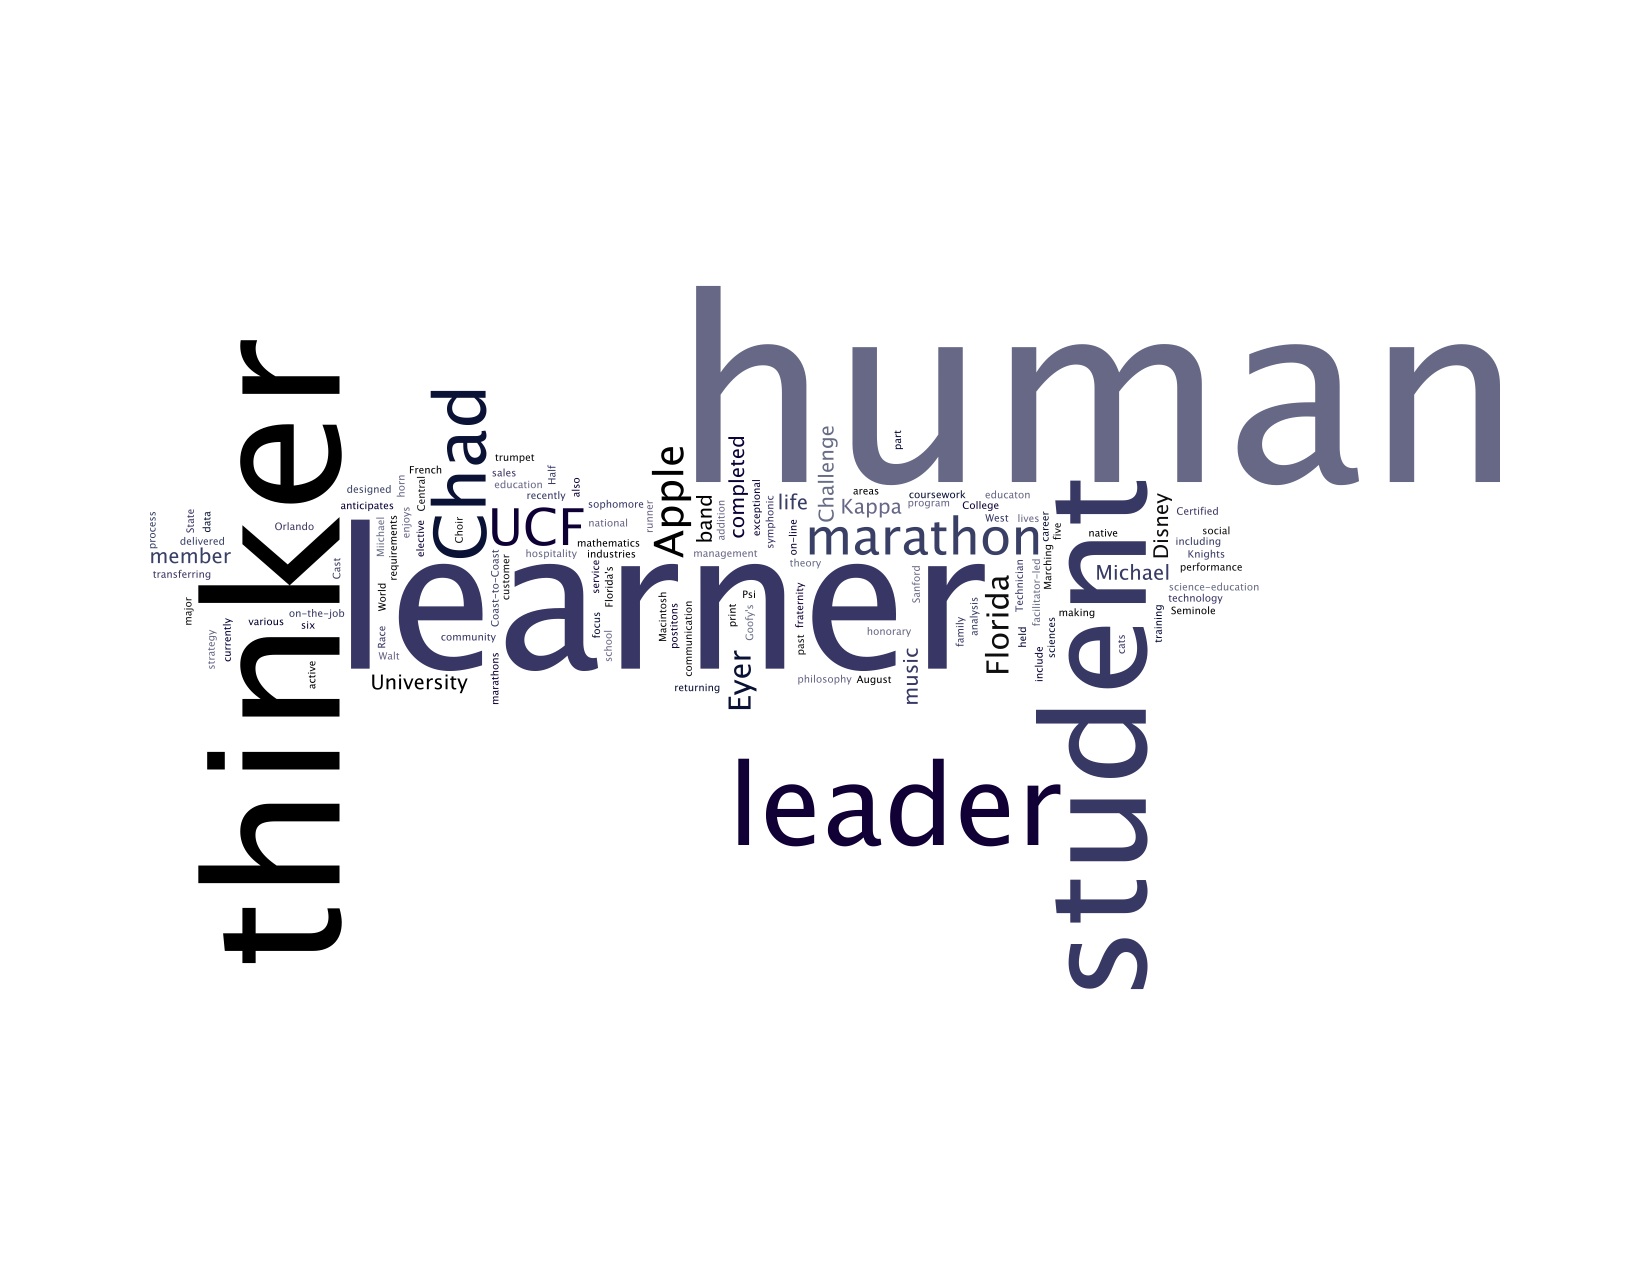 human
thinker
learner
student
leader
Chad
UCF
Apple
marathon
Florida
Eyer
University
member
Michael
Disney
completed
Challenge
Kappa
life
band
music
trumpet
French
sales
education
Half
also
recently
horn
Central
designed
anticipates
Miichael
requirements
enjoys
elective
Choir
sophomore
national
runner
mathematics
industries
hospitality
Coast-to-Coast
customer
service
Florida's
focus
school
community
marathons
World
Race
Walt
Cast
Orlando
process
State
data
delivered
transferring
major
strategy
currently
various
on-the-job
six
active
addition
exceptional
symphonic
on-line
management
theory
part
areas
coursework
program
College
educaton
West
lives
career
five
Marching
Technician
facilitator-led
held
include
sciences
making
native
Certified
social
including
Knights
performance
science-education
technology
Seminole
training
cats
Sanford
family
analysis
honorary
philosophy
August
past
fraternity
Psi
Goofy's
print
Macintosh
postitons
communication
returning